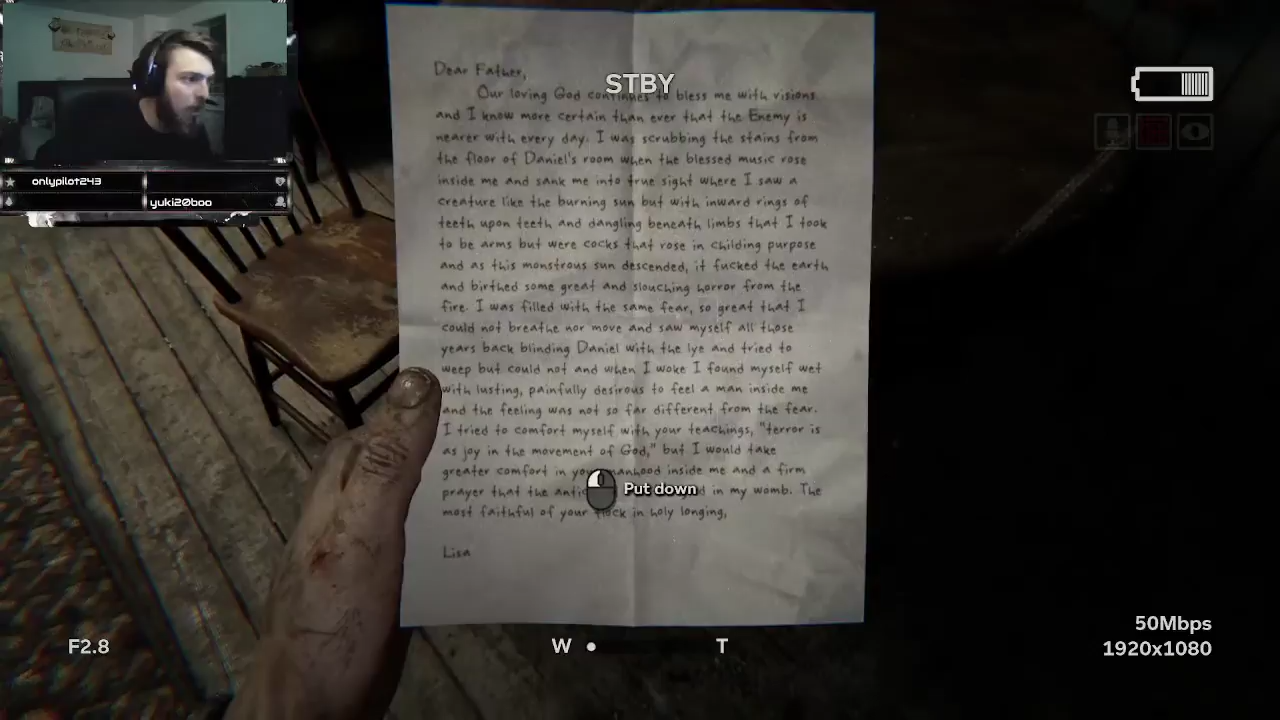 STBY
onlypilot243
yuki20boo
Dear Father,
Our loving God continues to bless me with visions
and I know more certain than ever that the Enemy is
nearer with every day. I was scrubbing the stains from
the floor of Daniel's room when the blessed music rose
inside me and sank me into true sight where I saw a
creature like the burning sun but with inward rings of
teeth upon teeth and dangling beneath limbs that I took
to be arms but were cocks that rose in childing purpose
and as this monstrous sun descended, it fucked the earth
and birthed some great and slouching horror from the
fire. I was filled with the same fear, so great that I
could not breathe nor move and saw myself all those
years back blinding Daniel with the lye and tried to
weep but could not and when I woke I found myself wet
with lusting, painfully desirous to feel a man inside me
and the feeling was not so far different from the fear.
I tried to comfort myself with your teachings, "terror is
as joy in the movement of God," but I would take
greater comfort in your manhood inside me and a firm
prayer that the in my womb. The
most faithful of your flock in holy longing,
Lisa
Put down
F2.8
W T
50Mbps
1920x1080